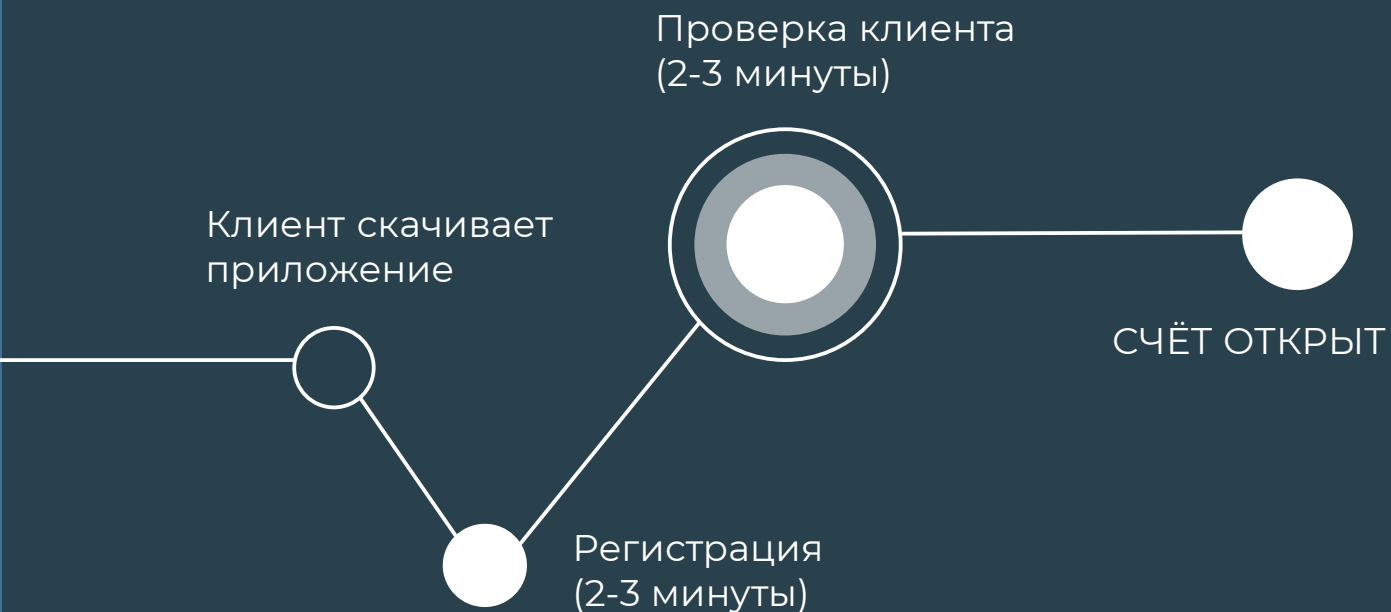 Проверка клиента
(2-3 минуты)
Клиент скачивает
приложение
СЧЁТ ОТКРЫТ
Регистрация
(2-3 минуты)